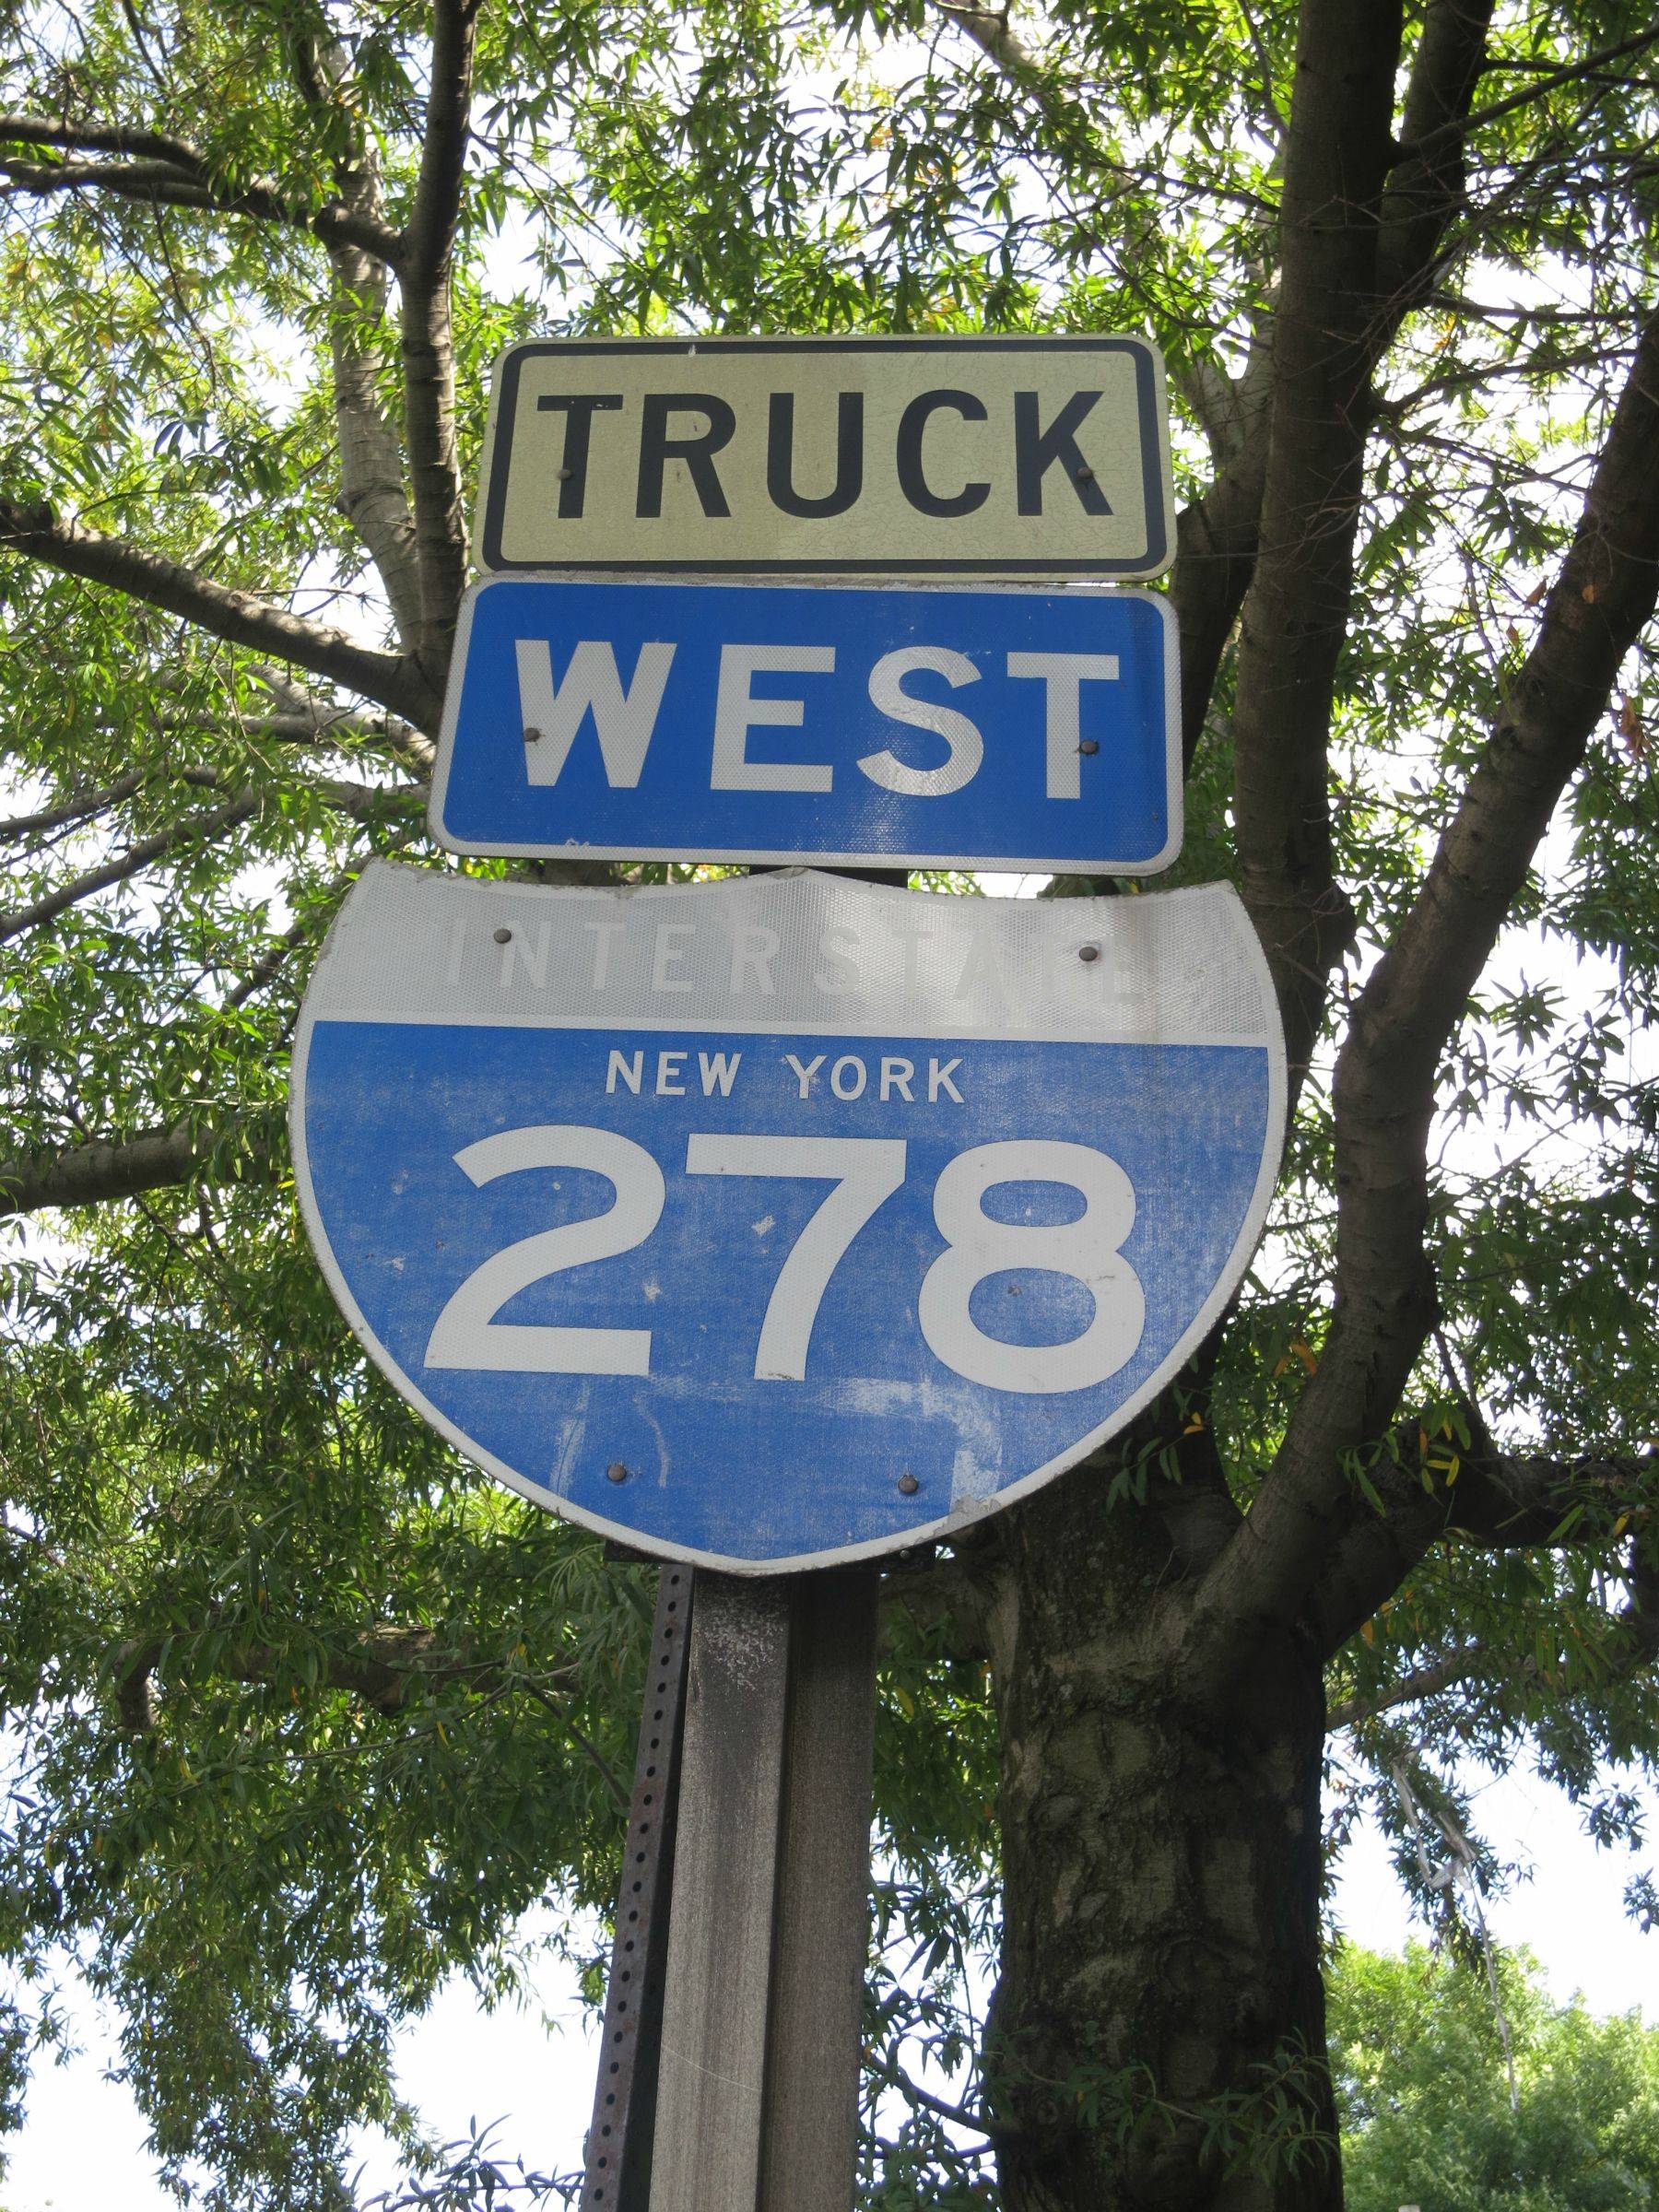 TRUCK
WEST
INTERSTATE
NEW YORK
278